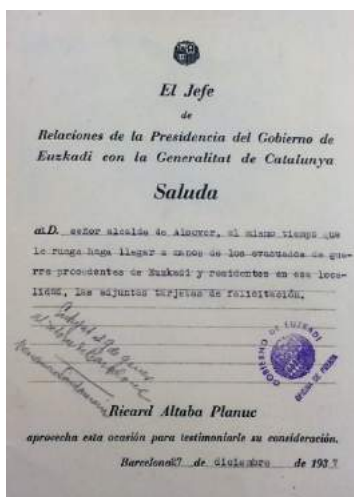 El Jefe
de
Relaciones de la Presidencia del Gobierno de
Euzkadi con la Generalitat de Catalunya
Saluda
al D. señor alcalde de Alcover, al mismo tiempo que
le ruega haga llegar a manos de los evacuados de gue-
rra procedentes de Euzkadi y residentes en esa loca-
lidad, las adjuntas tarjetas de felicitación.
GOBIERNO DE EUZKADI
Ricard Altaba Planuc
aprovecha esta ocasión para testimoniarle su consideración.
Barcelona 27 de diciembre de 1937